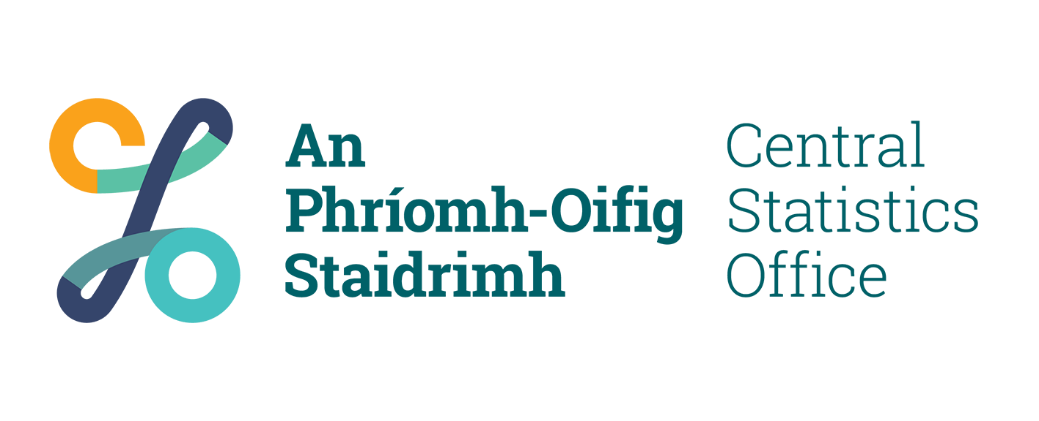 An
Phríomh-Oifig
Staidrimh
Central
Statistics
Office